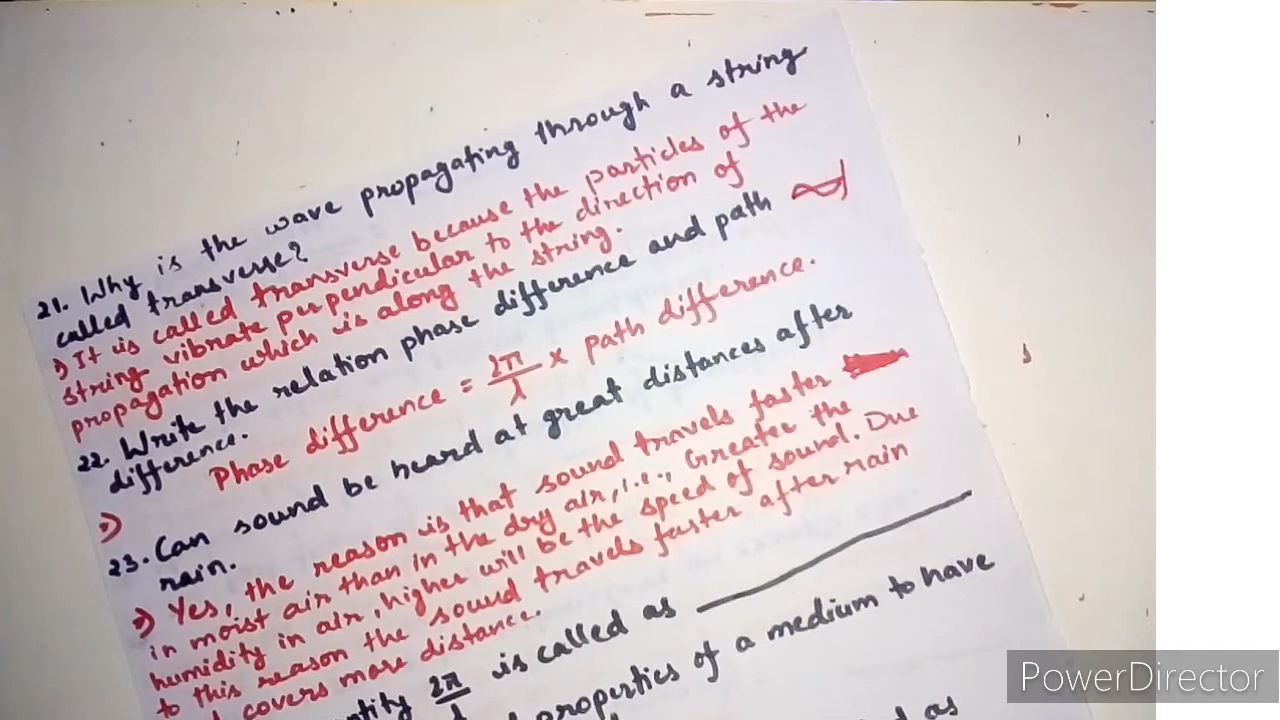 21. Why is the wave propagating through a string
called transverse?
⇒ It is called transverse because the particles of the
string vibrate perpendicular to the direction of
propagation which is along the string.
22. Write the relation phase difference and path
difference.
⇒ Phase difference = 2π/λ × path difference.
23. Can sound be heard at great distances after
rain.
⇒ Yes, the reason is that sound travels faster
in moist air than in the dry air, i.e., Greater the
humidity in air, higher will be the speed of sound. Due
to this reason the sound travels faster after rain
covers more distance.
2π/λ is called as
properties of a medium to have
as
PowerDirector